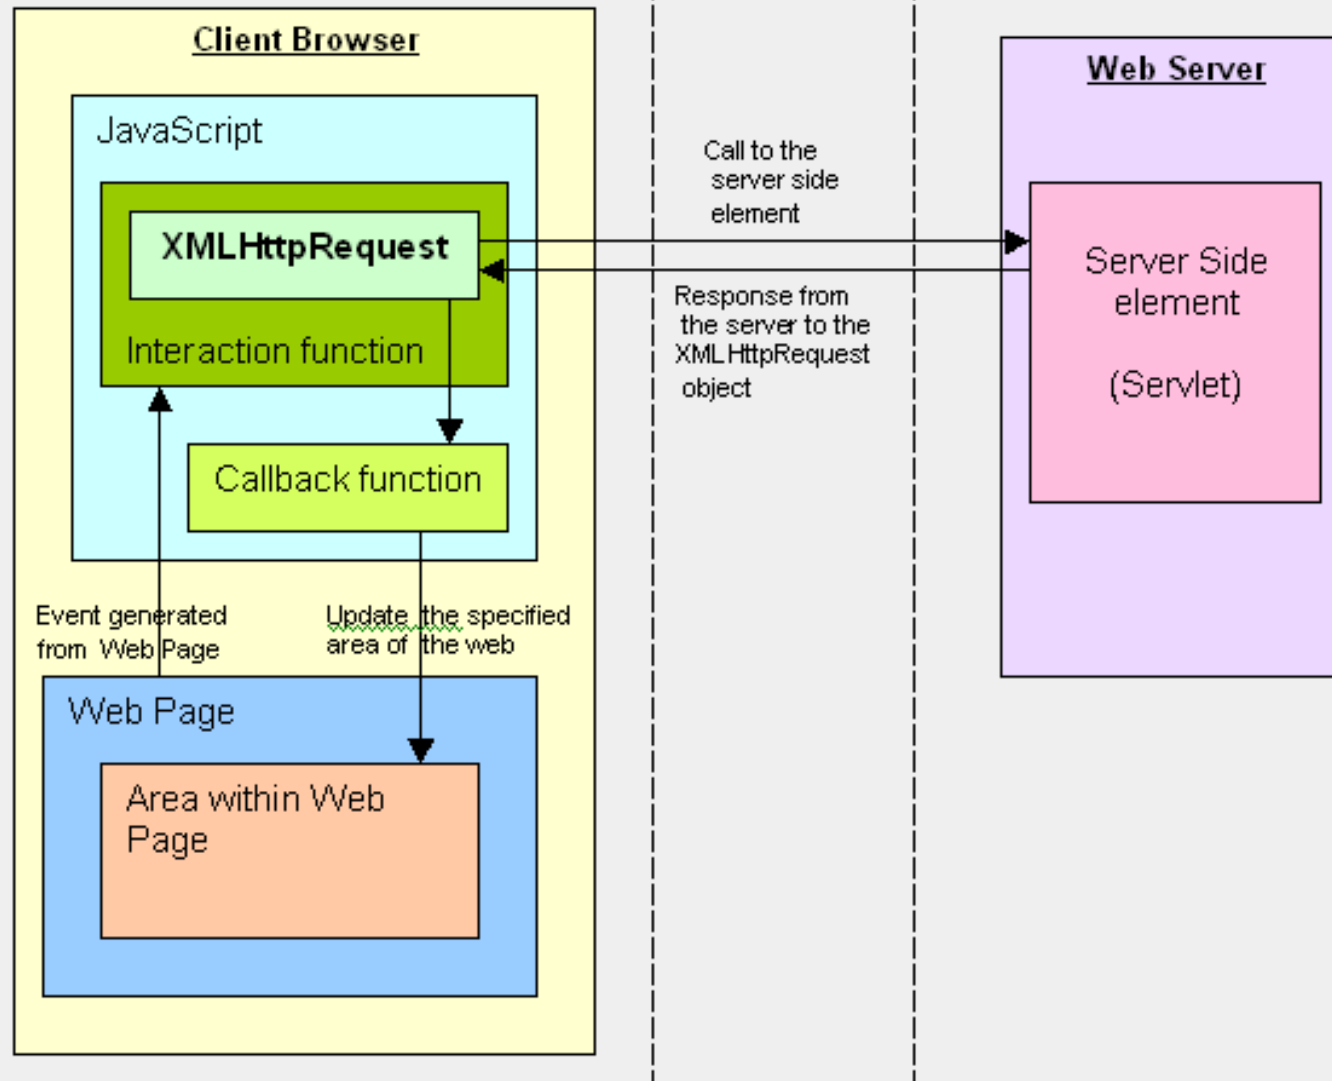 Client Browser
JavaScript
XMLHttpRequest
Interaction function
Callback function
Event generated
from Web Page
Update the specified
area of the web
Web Page
Area within Web
Page
Call to the
server side
element
Response from
the server to the
XMLHttpRequest
object
Web Server
Server Side
element
(Servlet)